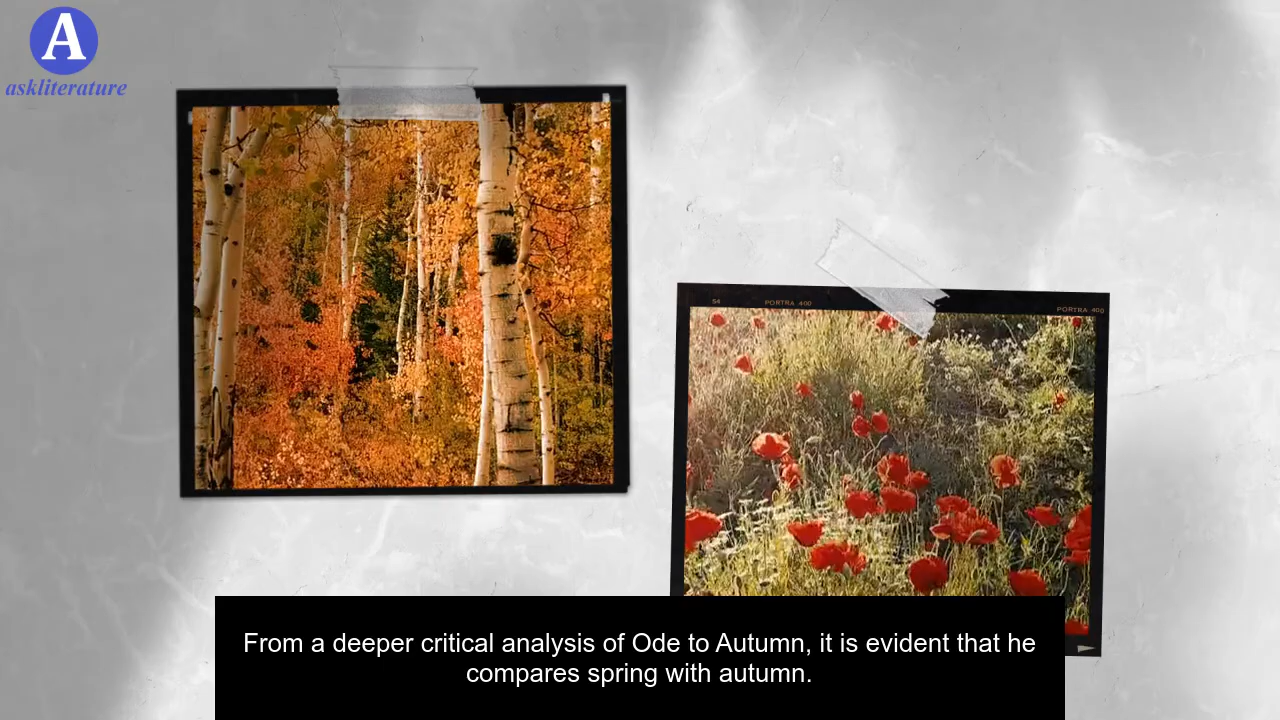 A
askliterature
54 PORTRA 400
PORTRA 400
From a deeper critical analysis of Ode to Autumn, it is evident that he
compares spring with autumn.